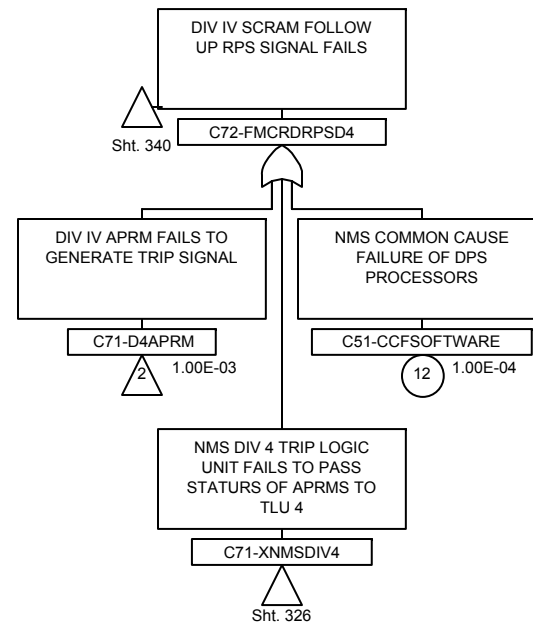 DIV IV SCRAM FOLLOW
UP RPS SIGNAL FAILS
Sht. 340
C72-FMCRDRPSD4
DIV IV APRM FAILS TO
GENERATE TRIP SIGNAL
C71-D4APRM
2
1.00E-03
NMS COMMON CAUSE
FAILURE OF DPS
PROCESSORS
C51-CCFSOFTWARE
12
1.00E-04
NMS DIV 4 TRIP LOGIC
UNIT FAILS TO PASS
STATURS OF APRMS TO
TLU 4
C71-XNMSDIV4
Sht. 326